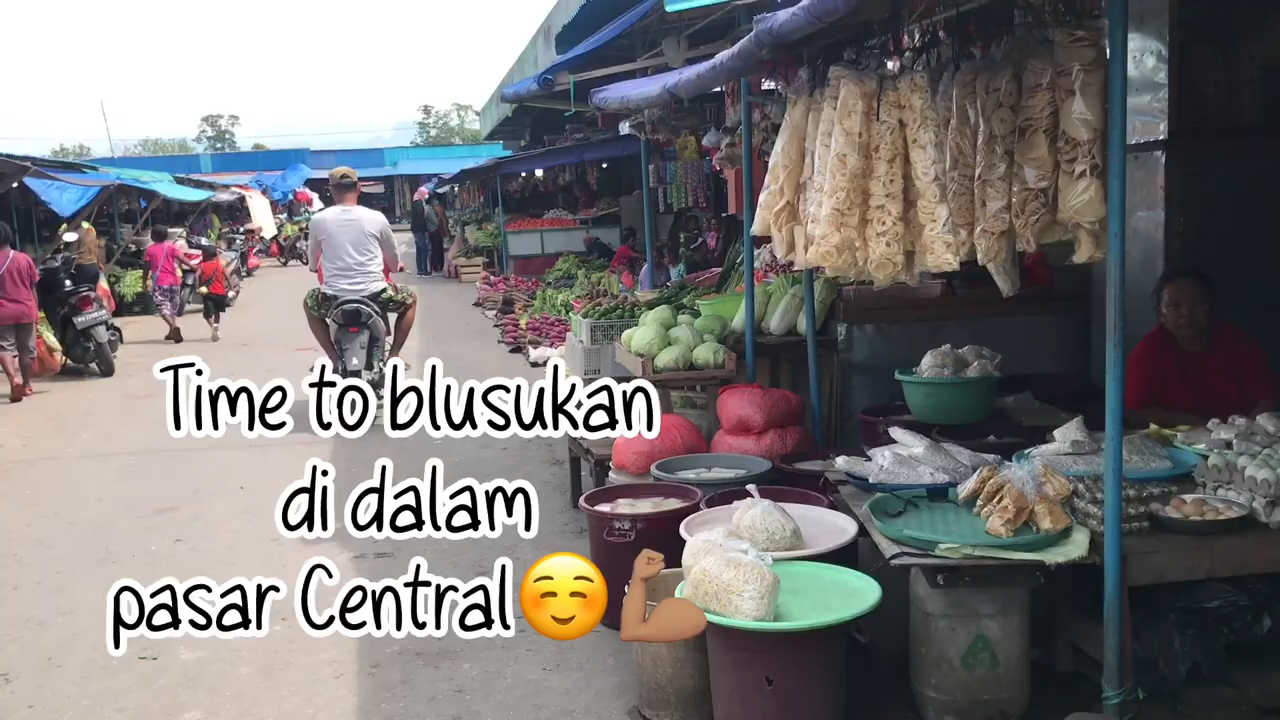 Time to blusukan
di dalam
pasar Central☺️💪🏽